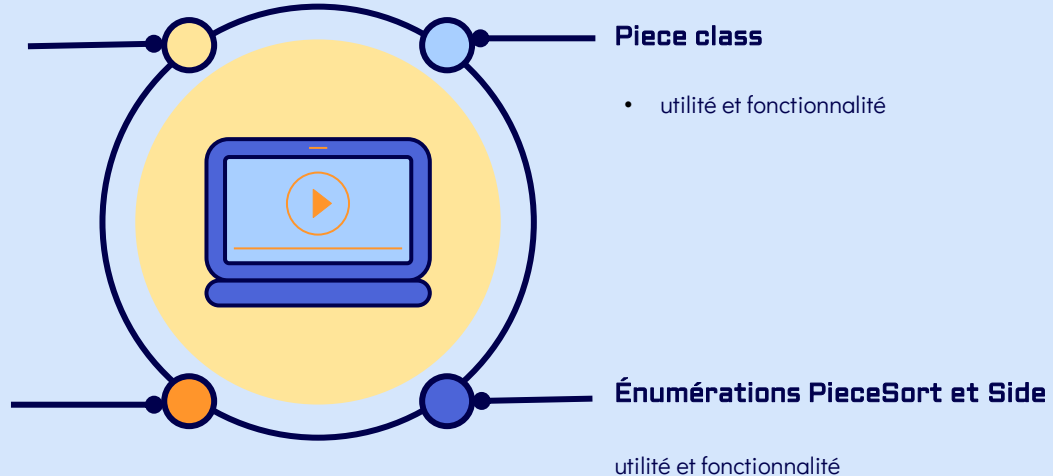 Piece class
• utilité et fonctionnalité
Énumérations PieceSort et Side
utilité et fonctionnalité